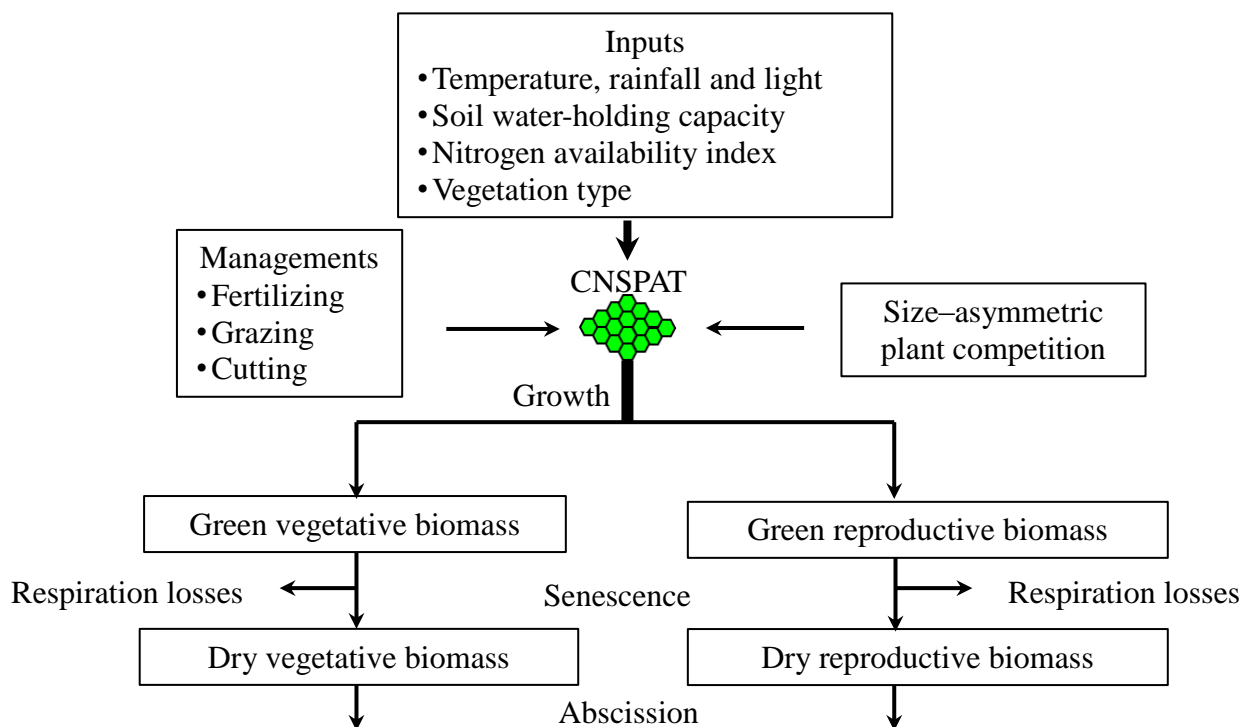 Inputs
•Temperature, rainfall and light
•Soil water-holding capacity
•Nitrogen availability index
•Vegetation type
Managements
•Fertilizing
•Grazing
•Cutting
CNSPAT
Size–asymmetric
plant competition
Growth
Green vegetative biomass
Green reproductive biomass
Respiration losses
Senescence
Respiration losses
Dry vegetative biomass
Dry reproductive biomass
Abscission